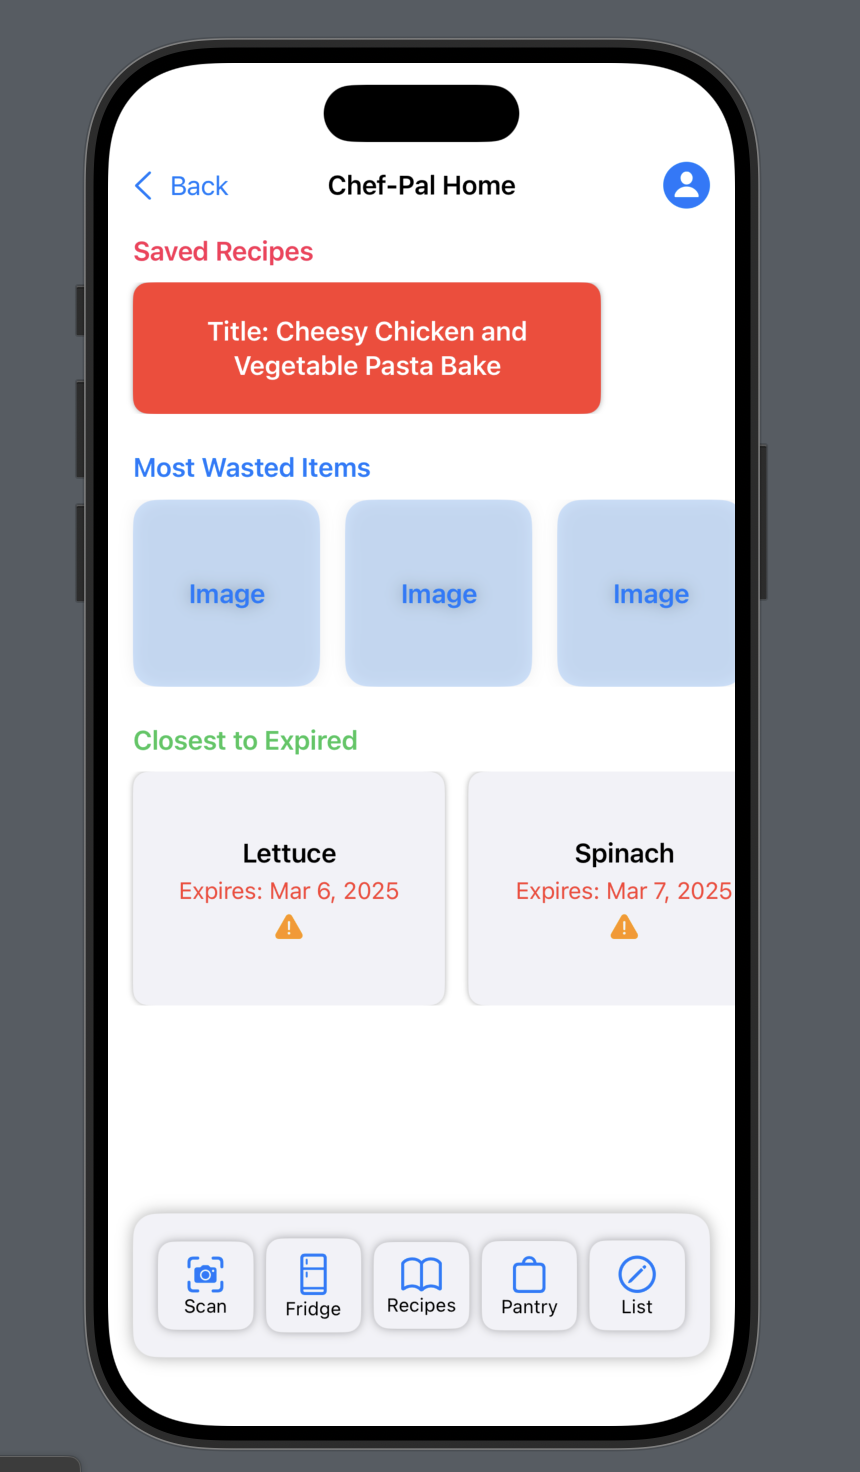 Back
Chef-Pal Home
Saved Recipes
Title: Cheesy Chicken and
Vegetable Pasta Bake
Most Wasted Items
Image
Image
Image
Closest to Expired
Lettuce
Expires: Mar 6, 2025
Spinach
Expires: Mar 7, 2025
Scan
Fridge
Recipes
Pantry
List